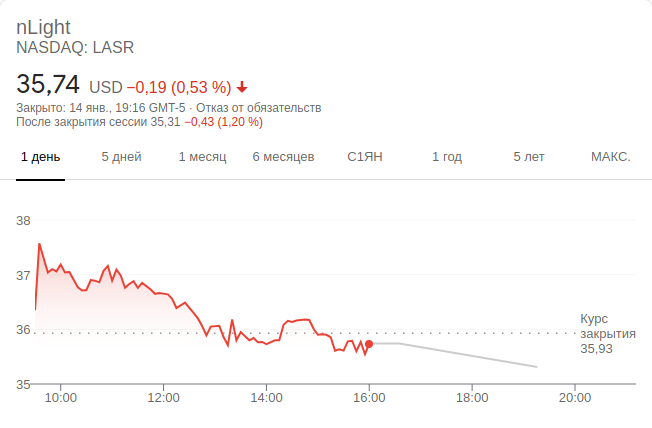 nLight
NASDAQ: LASR
35,74 USD −0,19 (0,53 %)
Закрыто: 14 янв., 19:16 GMT-5 · Отказ от обязательств
После закрытия сессии 35,31 −0,43 (1,20 %)
1 день 5 дней 1 месяц 6 месяцев С1ЯН 1 год 5 лет МАКС.
38
37
36
35
Курс
закрытия
35,93
10:00 12:00 14:00 16:00 18:00 20:00